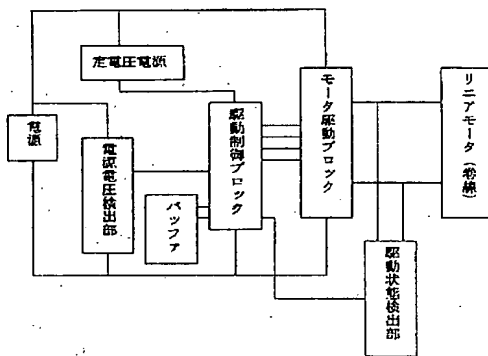 定電圧電源
電源
電源電圧検出部
バッファ
駆動制御ブロック
モータ駆動ブロック
リニアモータ（巻線）
駆動状態検出部